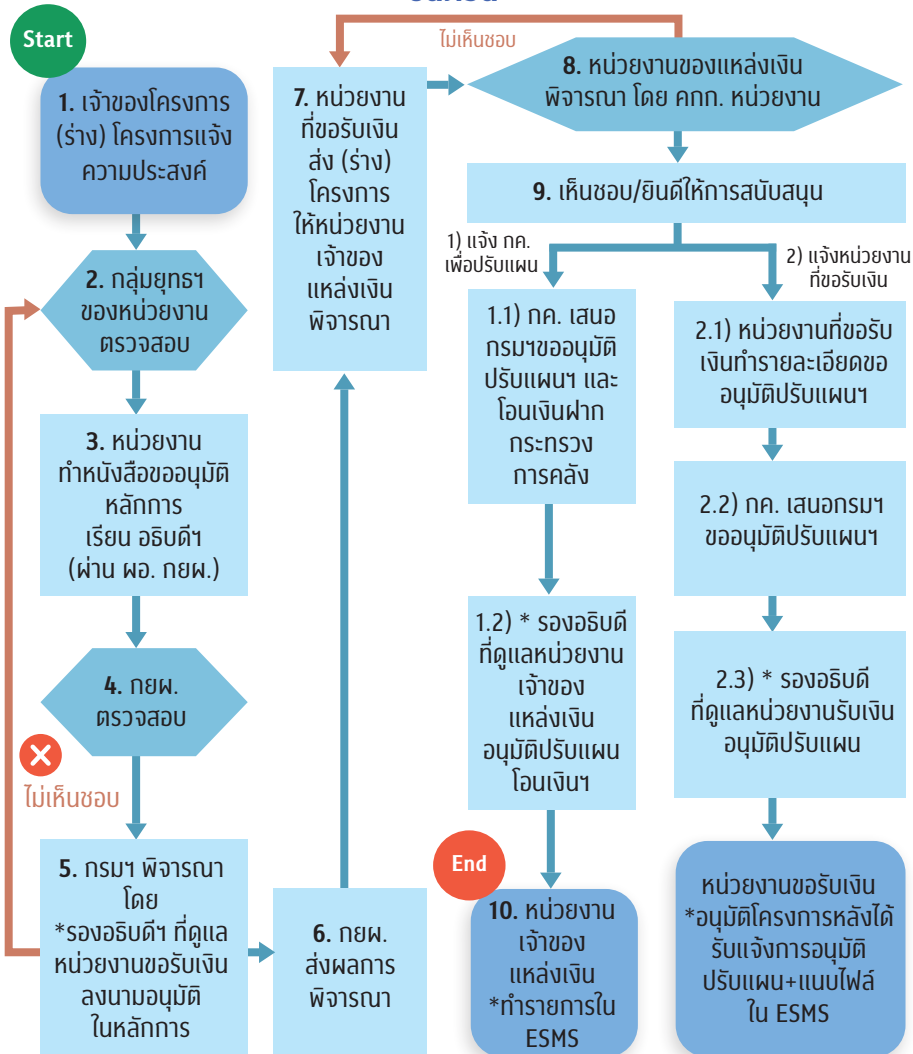 Start
1. เจ้าของโครงการ
(ร่าง) โครงการแจ้ง
ความประสงค์
2. กลุ่มยุทธฯ
ของหน่วยงาน
ตรวจสอบ
3. หน่วยงาน
ทำหนังสือขออนุมัติ
หลักการ
เรียน อธิบดีฯ
(ผ่าน ผอ. กยผ.)
4. กยผ.
ตรวจสอบ
ไม่เห็นชอบ
5. กรมฯ พิจารณา
โดย
*รองอธิบดีฯ ที่ดูแล
หน่วยงานขอรับเงิน
ลงนามอนุมัติ
ในหลักการ
6. กยผ.
ส่งผลการ
พิจารณา
7. หน่วยงาน
ที่ขอรับเงิน
ส่ง (ร่าง)
โครงการ
ให้หน่วยงาน
เจ้าของ
แหล่งเงิน
พิจารณา
ไม่เห็นชอบ
8. หน่วยงานของแหล่งเงิน
พิจารณา โดย คกก. หน่วยงาน
9. เห็นชอบ/ยินดีให้การสนับสนุน
1) แจ้ง กค.
เพื่อปรับแผน
1.1) กค. เสนอ
กรมฯขออนุมัติ
ปรับแผนฯ และ
โอนเงินฝาก
กระทรวง
การคลัง
1.2) * รองอธิบดี
ที่ดูแลหน่วยงาน
เจ้าของ
แหล่งเงิน
อนุมัติปรับแผน
โอนเงินฯ
End
10. หน่วยงาน
เจ้าของ
แหล่งเงิน
*ทำรายการใน
ESMS
2) แจ้งหน่วยงาน
ที่ขอรับเงิน
2.1) หน่วยงานที่ขอรับ
เงินทำรายละเอียดขอ
อนุมัติปรับแผนฯ
2.2) กค. เสนอกรมฯ
ขออนุมัติปรับแผนฯ
2.3) * รองอธิบดี
ที่ดูแลหน่วยงานรับเงิน
อนุมัติปรับแผน
หน่วยงานขอรับเงิน
*อนุมัติโครงการหลังได้
รับแจ้งการอนุมัติ
ปรับแผน+แนบไฟล์
ใน ESMS